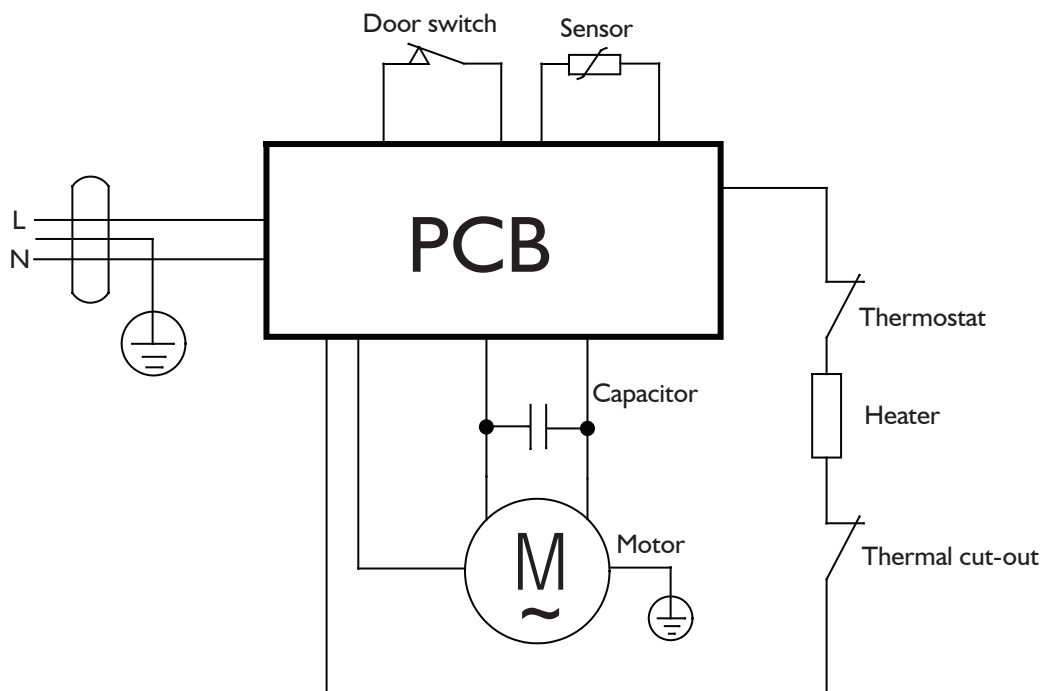 Door switch
Sensor
L
N
PCB
Thermostat
Capacitor
Heater
Motor
M
~
Thermal cut-out